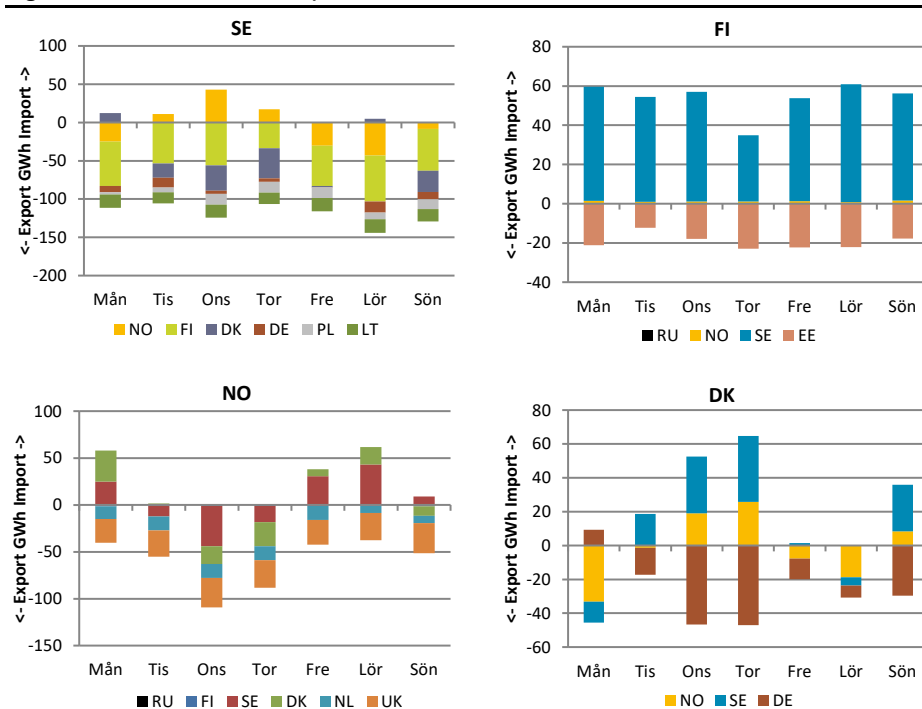 SE
100
50
0
-50
-100
-150
-200
<- Export GWh Import ->
Mån Tis Ons Tor Fre Lör Sön
NO FI DK DE PL LT
FI
80
60
40
20
0
-20
-40
<- Export GWh Import ->
Mån Tis Ons Tor Fre Lör Sön
RU NO SE EE
NO
100
50
0
-50
-100
-150
<- Export GWh Import ->
Mån Tis Ons Tor Fre Lör Sön
RU FI SE DK NL UK
DK
80
60
40
20
0
-20
-40
-60
<- Export GWh Import ->
Mån Tis Ons Tor Fre Lör Sön
NO SE DE